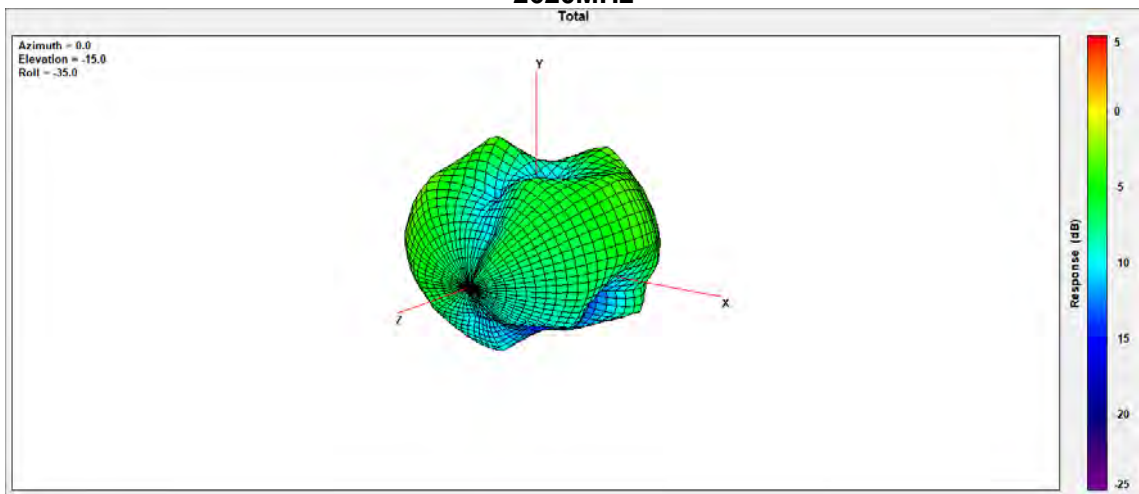 Total
Azimuth = 0.0
Elevation = -15.0
Roll = -35.0
Y
X
Z
5
0
5
10
15
-20
-25
Response (dB)